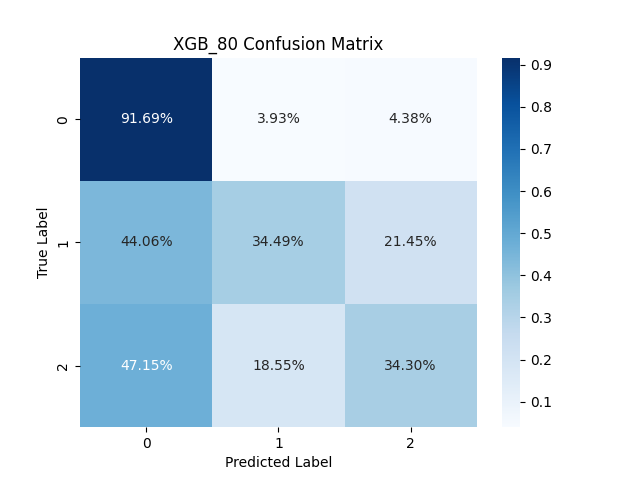 XGB_80 Confusion Matrix
True Label
0
91.69% 3.93% 4.38%
1
44.06% 34.49% 21.45%
2
47.15% 18.55% 34.30%
0 1 2
Predicted Label
0.9
0.8
0.7
0.6
0.5
0.4
0.3
0.2
0.1